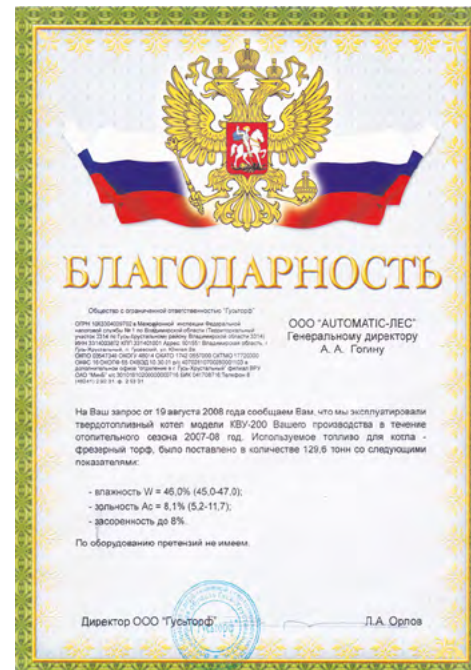 БЛАГОДАРНОСТЬ
Общество с ограниченной ответственностью "Гусьторф"
ООО "AUTOMATIC-ЛЕС"
Генеральному директору
А. А. Гогину
На Ваш запрос от 19 августа 2008 года сообщаем Вам, что мы эксплуатировали
твердотопливный котел модели КВУ-200 Вашего производства в течение
отопительного сезона 2007-08 год. Используемое топливо для котла -
фрезерный торф, было поставлено в количестве 129,6 тонн со следующими
показателями:
- влажность W = 46,0% (45,0-47,0);
- зольность Ас = 8,1% (5,2-11,7);
- засоренность до 8%.
По оборудованию претензий не имеем.
Директор ООО "Гусьторф"
Л.А. Орлов